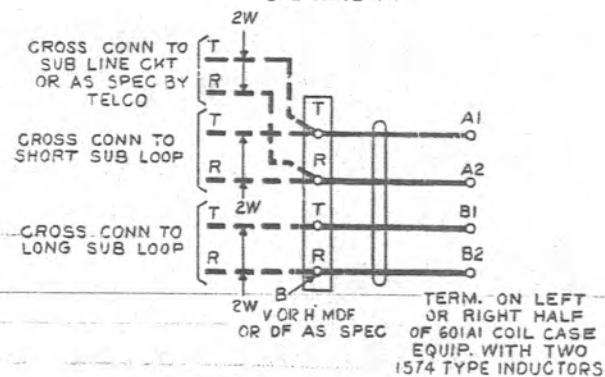 2W
CROSS CONN TO
SUB LINE CKT
OR AS SPEC BY
TELCO
T
R
CROSS CONN TO
SHORT SUB LOOP
T
R
2W
CROSS CONN TO
LONG SUB LOOP
T
R
2W
T
R
T
R
B
V OR H MDF
OR DF AS SPEC
A1
A2
B1
B2
TERM. ON LEFT
OR RIGHT HALF
OF 601A1 COIL CASE
EQUIP. WITH TWO
1574 TYPE INDUCTORS